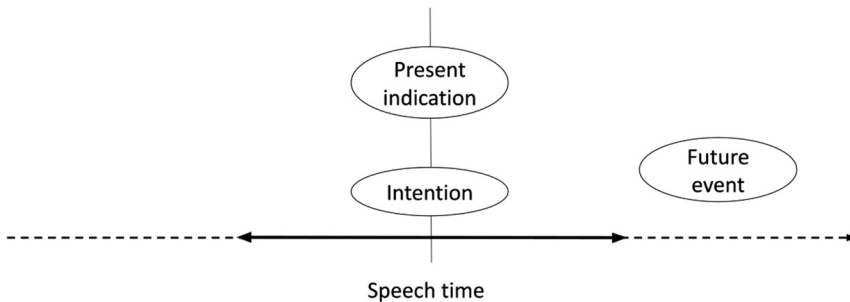 Present
indication
Intention
Future
event
Speech time